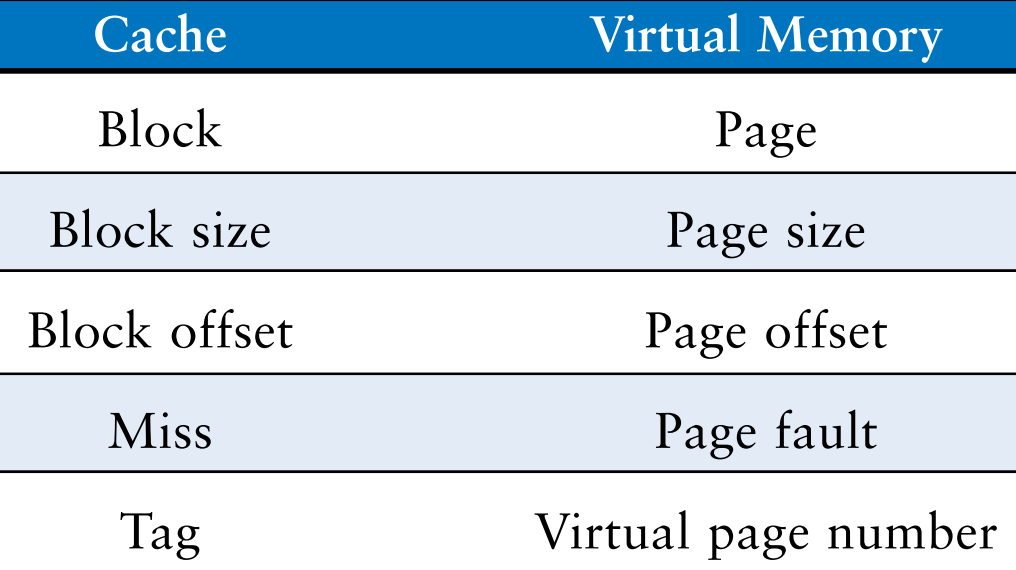 Cache Virtual Memory
Block Page
Block size Page size
Block offset Page offset
Miss Page fault
Tag Virtual page number